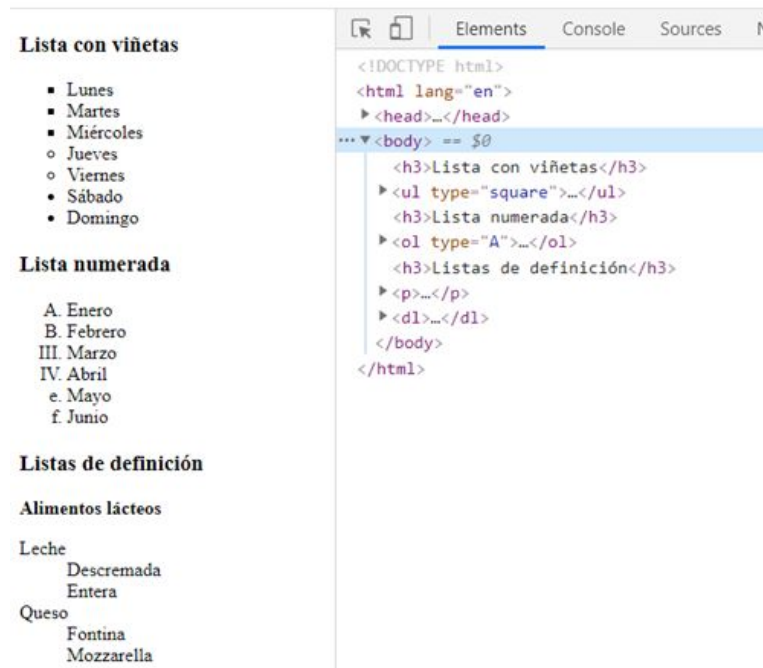 Lista con viñetas
▪ Lunes
▪ Martes
▪ Miércoles
○ Jueves
○ Viernes
• Sábado
• Domingo
Lista numerada
A. Enero
B. Febrero
III. Marzo
IV. Abril
e. Mayo
f. Junio
Listas de definición
Alimentos lácteos
Leche
Descremada
Entera
Queso
Fontina
Mozzarella
Elements Console Sources
<!DOCTYPE html>
<html lang="en">
▶<head>…</head>
••• ▼<body> == $0
<h3>Lista con viñetas</h3>
▶<ul type="square">…</ul>
<h3>Lista numerada</h3>
▶<ol type="A">…</ol>
<h3>Listas de definición</h3>
▶<p>…</p>
▶<dl>…</dl>
</body>
</html>